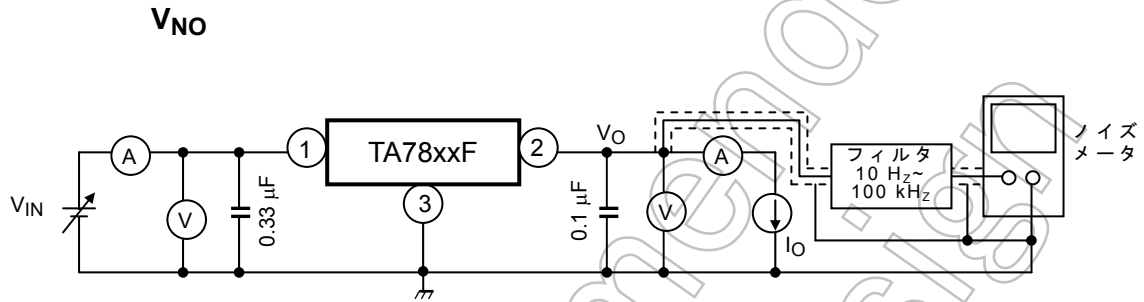 VNO
VIN
A
V
0.33 μF
1
TA78xxF
2
3
VO
0.1 μF
A
V
IO
フィルタ
10 HZ~
100 kHZ
ノイズ
メータ